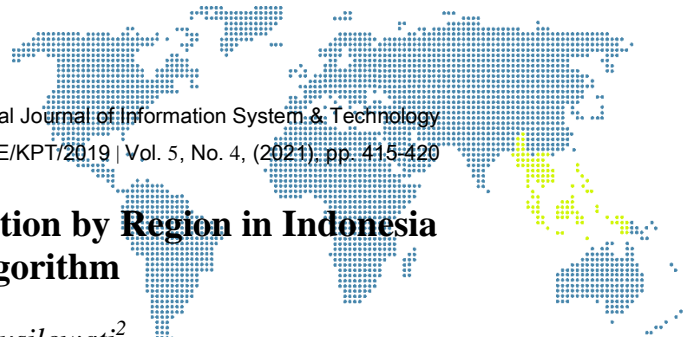 al Journal of Information System & Technology
E/KPT/2019 | Vol. 5, No. 4, (2021), pp. 415-420
tion by Region in Indonesia
gorithm